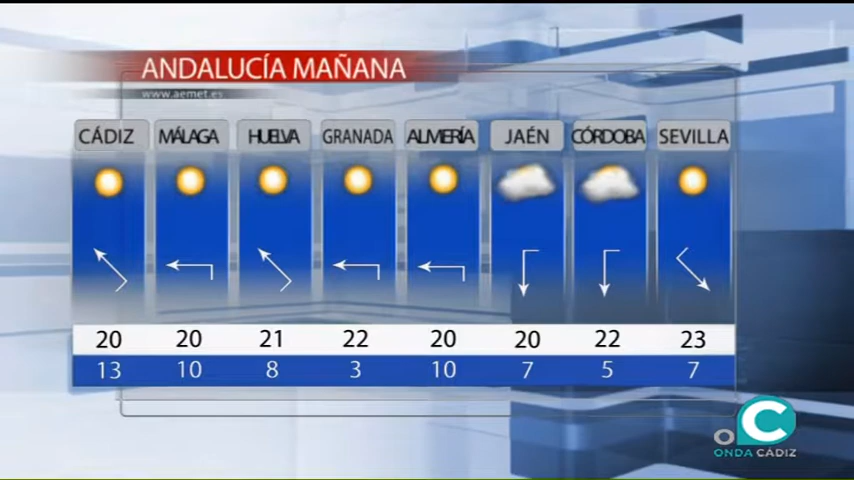 ANDALUCÍA MAÑANA
www.aemet.es
CÁDIZ MÁLAGA HUELVA GRANADA ALMERÍA JAÉN CÓRDOBA SEVILLA
20 20 21 22 20 20 22 23
13 10 8 3 10 7 5 7
OC
ONDA CÁDIZ